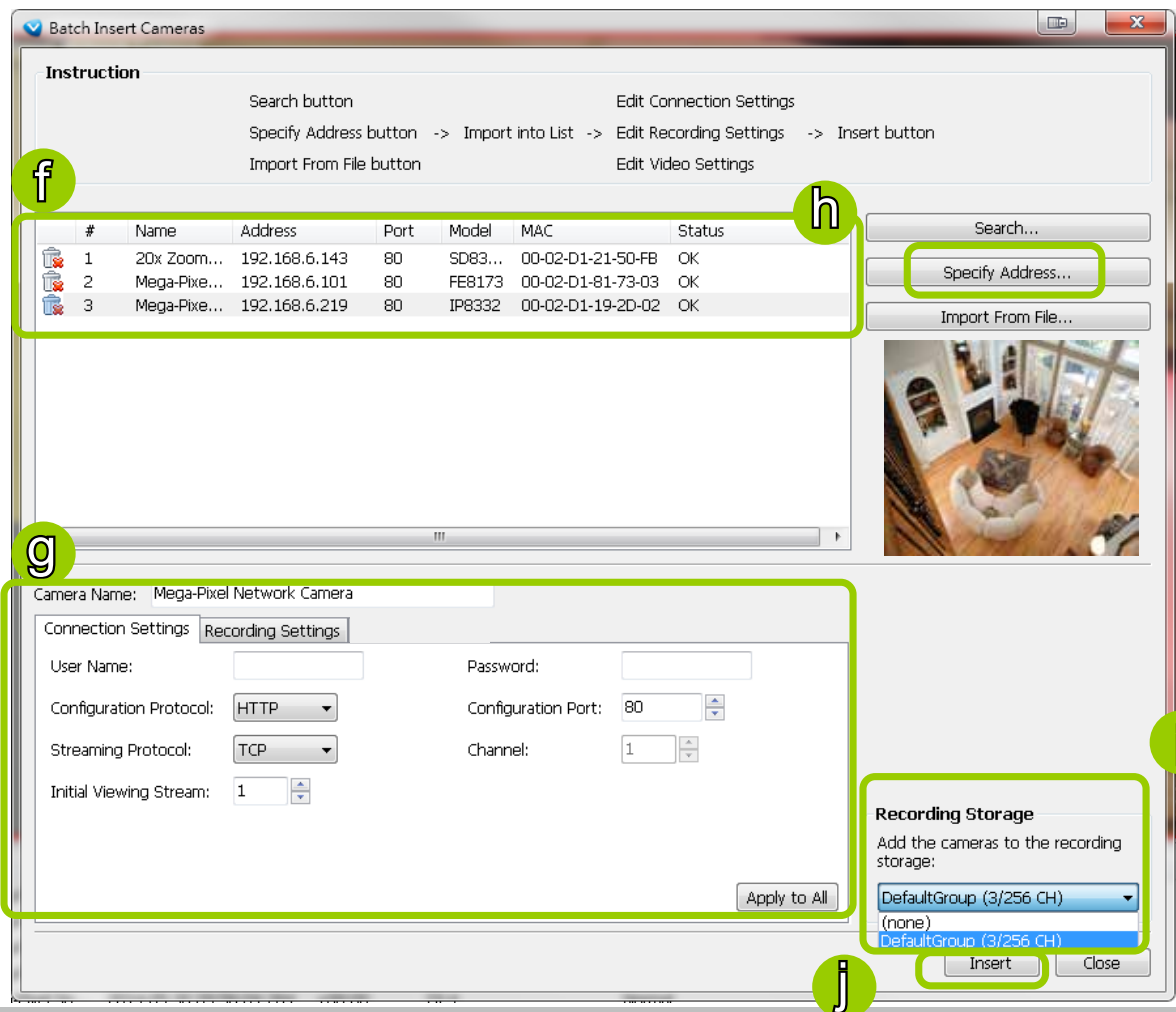 Batch Insert Cameras
Instruction
Search button Edit Connection Settings
Specify Address button -> Import into List -> Edit Recording Settings -> Insert button
Import From File button Edit Video Settings
f
h
# Name Address Port Model MAC Status
1 20x Zoom... 192.168.6.143 80 SD83... 00-02-D1-21-50-FB OK
2 Mega-Pixe... 192.168.6.101 80 FE8173 00-02-D1-81-73-03 OK
3 Mega-Pixe... 192.168.6.219 80 IP8332 00-02-D1-19-2D-02 OK
Search...
Specify Address...
Import From File...
g
Camera Name: Mega-Pixel Network Camera
Connection Settings Recording Settings
User Name: Password:
Configuration Protocol: HTTP Configuration Port: 80
Streaming Protocol: TCP Channel: 1
Initial Viewing Stream: 1
Apply to All
Recording Storage
Add the cameras to the recording
storage:
DefaultGroup (3/256 CH)
(none)
DefaultGroup (3/256 CH)
j
Insert Close